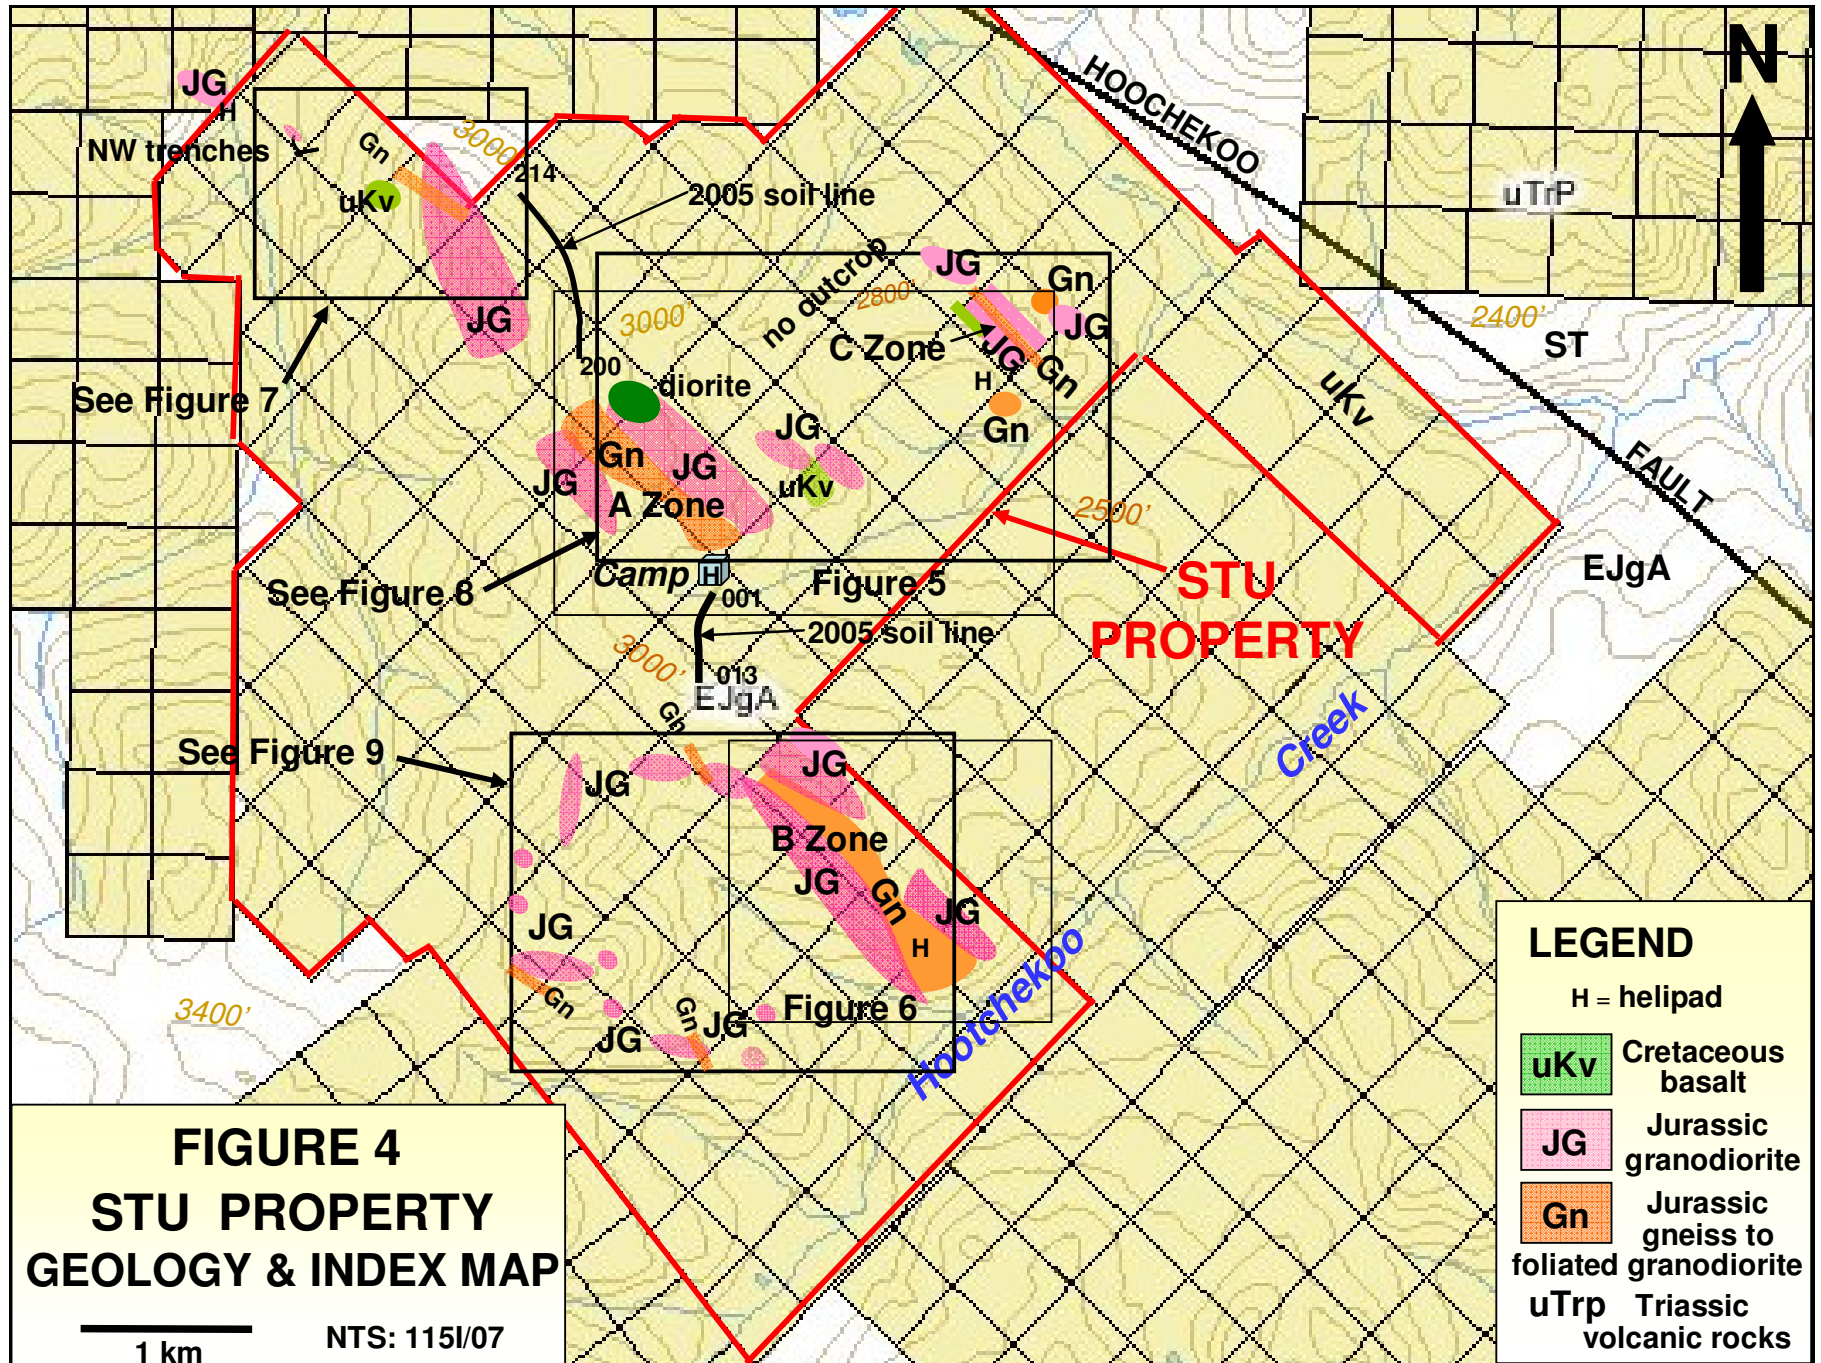 N
HOOCHEKOO
JG
H
NW trenches
Gn
3000'
214
uKv
2005 soil line
uTrP
JG
See Figure 7
no outcrop
2800'
3000'
JG
Gn
JG
C Zone
JG
Gn
H
Gn
2400'
ST
uKv
FAULT
200
diorite
JG
Gn
JG
JG
A Zone
uKv
2500'
STU
PROPERTY
EJgA
See Figure 8
Camp
H
001
Figure 5
2005 soil line
3000'
013
EJgA
Gn
See Figure 9
JG
JG
B Zone
JG
Gn
JG
H
JG
Gn
JG
Gn
JG
Figure 6
Hootchekoo
Creek
3400'
LEGEND
H = helipad
uKv Cretaceous
basalt
JG Jurassic
granodiorite
Gn Jurassic
gneiss to
foliated granodiorite
uTrp Triassic
volcanic rocks
FIGURE 4
STU PROPERTY
GEOLOGY & INDEX MAP
1 km
NTS: 115I/07